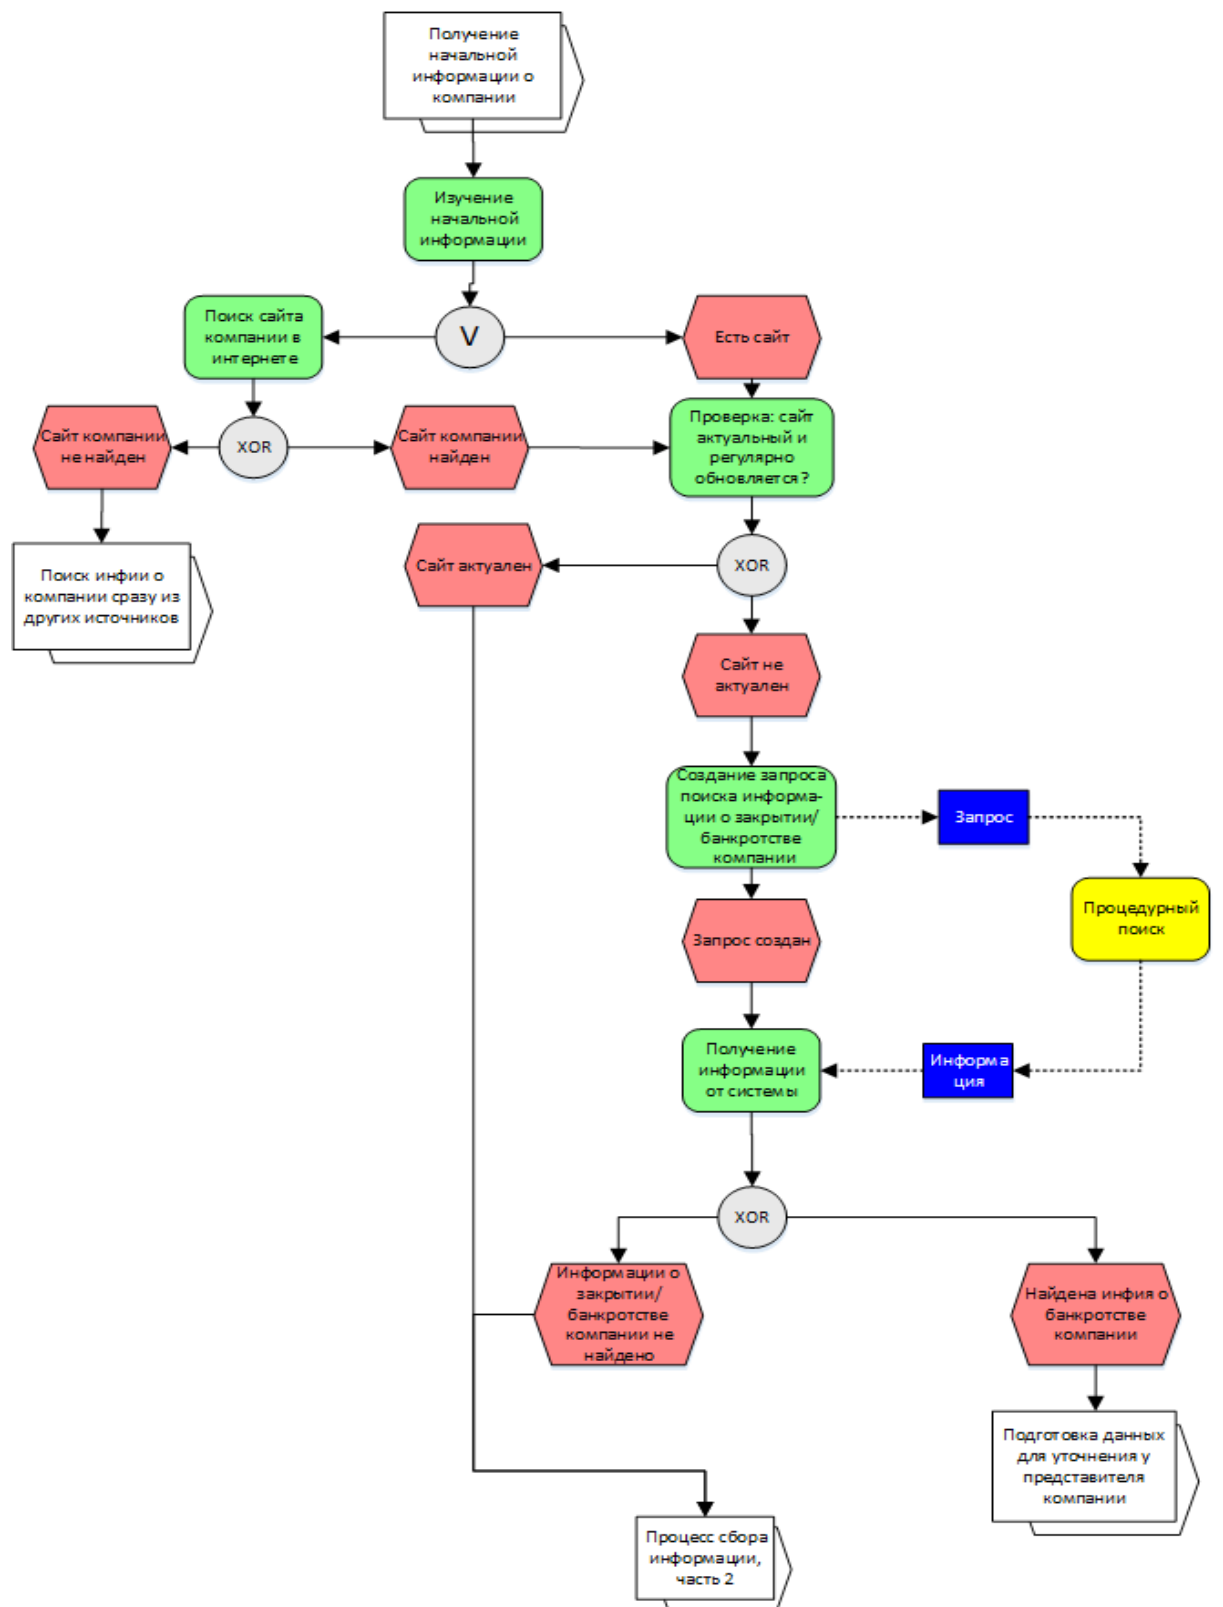 Получение
начальной
информации о
компании
Изучение
начальной
информации
Поиск сайта
компании в
интернете
V
Есть сайт
Сайт компании
не найден
XOR
Сайт компании
найден
Проверка: сайт
актуальный и
регулярно
обновляется?
Поиск инфии о
компании сразу из
других источников
Сайт актуален
XOR
Сайт не
актуален
Создание запроса
поиска информа-
ции о закрытии/
банкротстве
компании
Запрос
Процедурный
поиск
Запрос создан
Получение
информации
от системы
Информа
ция
XOR
Информации о
закрытии/
банкротстве
компании не
найдено
Найдена инфия о
банкротстве
компании
Подготовка данных
для уточнения у
представителя
компании
Процесс сбора
информации,
часть 2